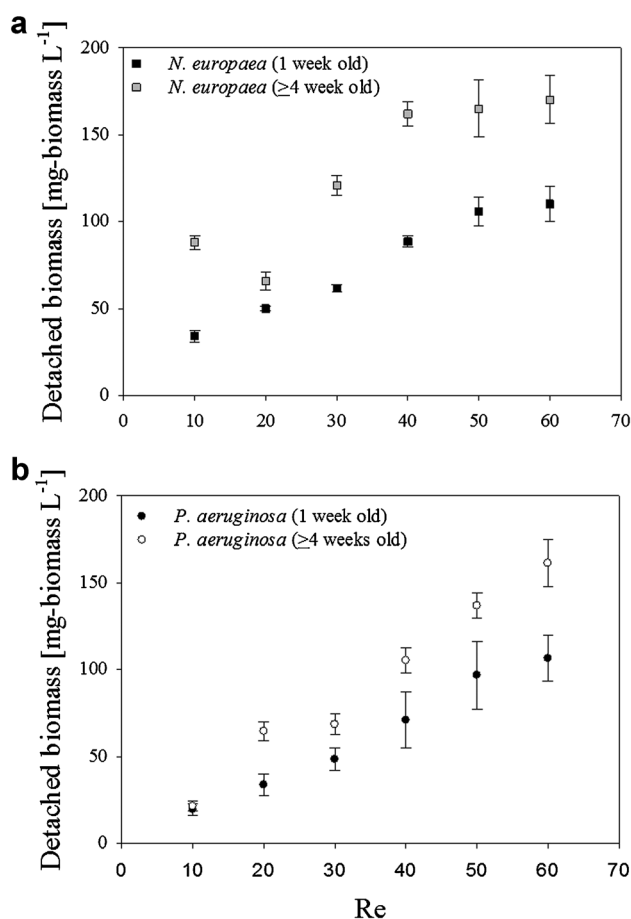 a
200
150
100
50
0
Detached biomass [mg-biomass L⁻¹]
N. europaea (1 week old)
N. europaea (≥4 week old)
0 10 20 30 40 50 60 70
b
200
150
100
50
0
Detached biomass [mg-biomass L⁻¹]
P. aeruginosa (1 week old)
P. aeruginosa (≥4 weeks old)
0 10 20 30 40 50 60 70
Re